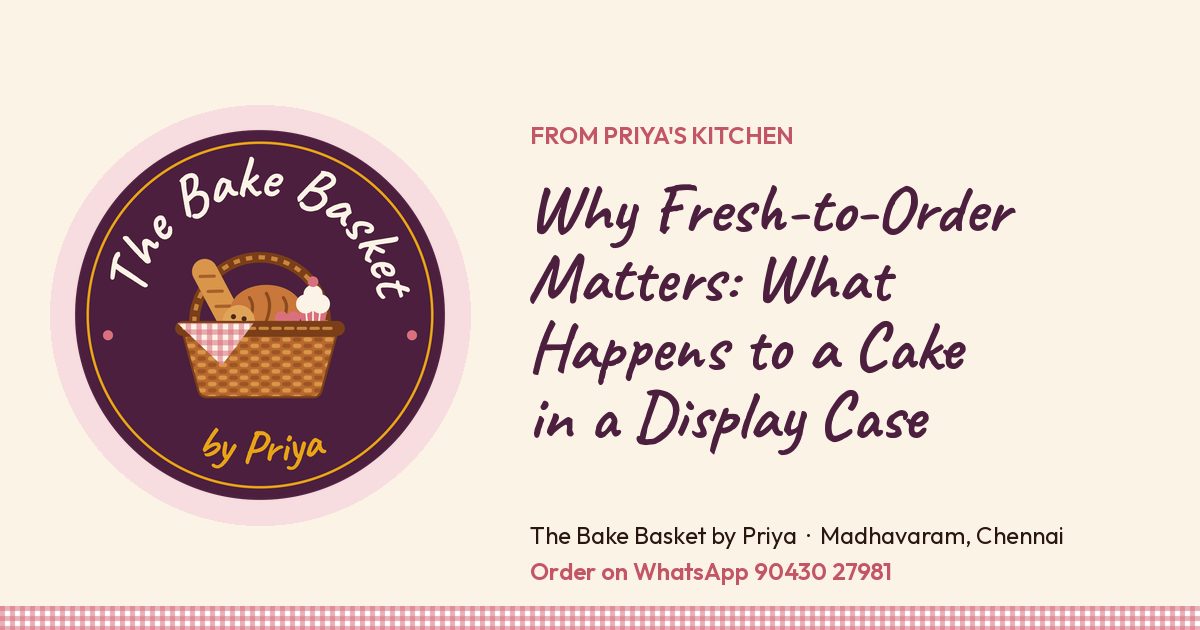 The Bake Basket
by Priya
FROM PRIYA'S KITCHEN
Why Fresh-to-Order
Matters: What
Happens to a Cake
in a Display Case
The Bake Basket by Priya · Madhavaram, Chennai
Order on WhatsApp 90430 27981